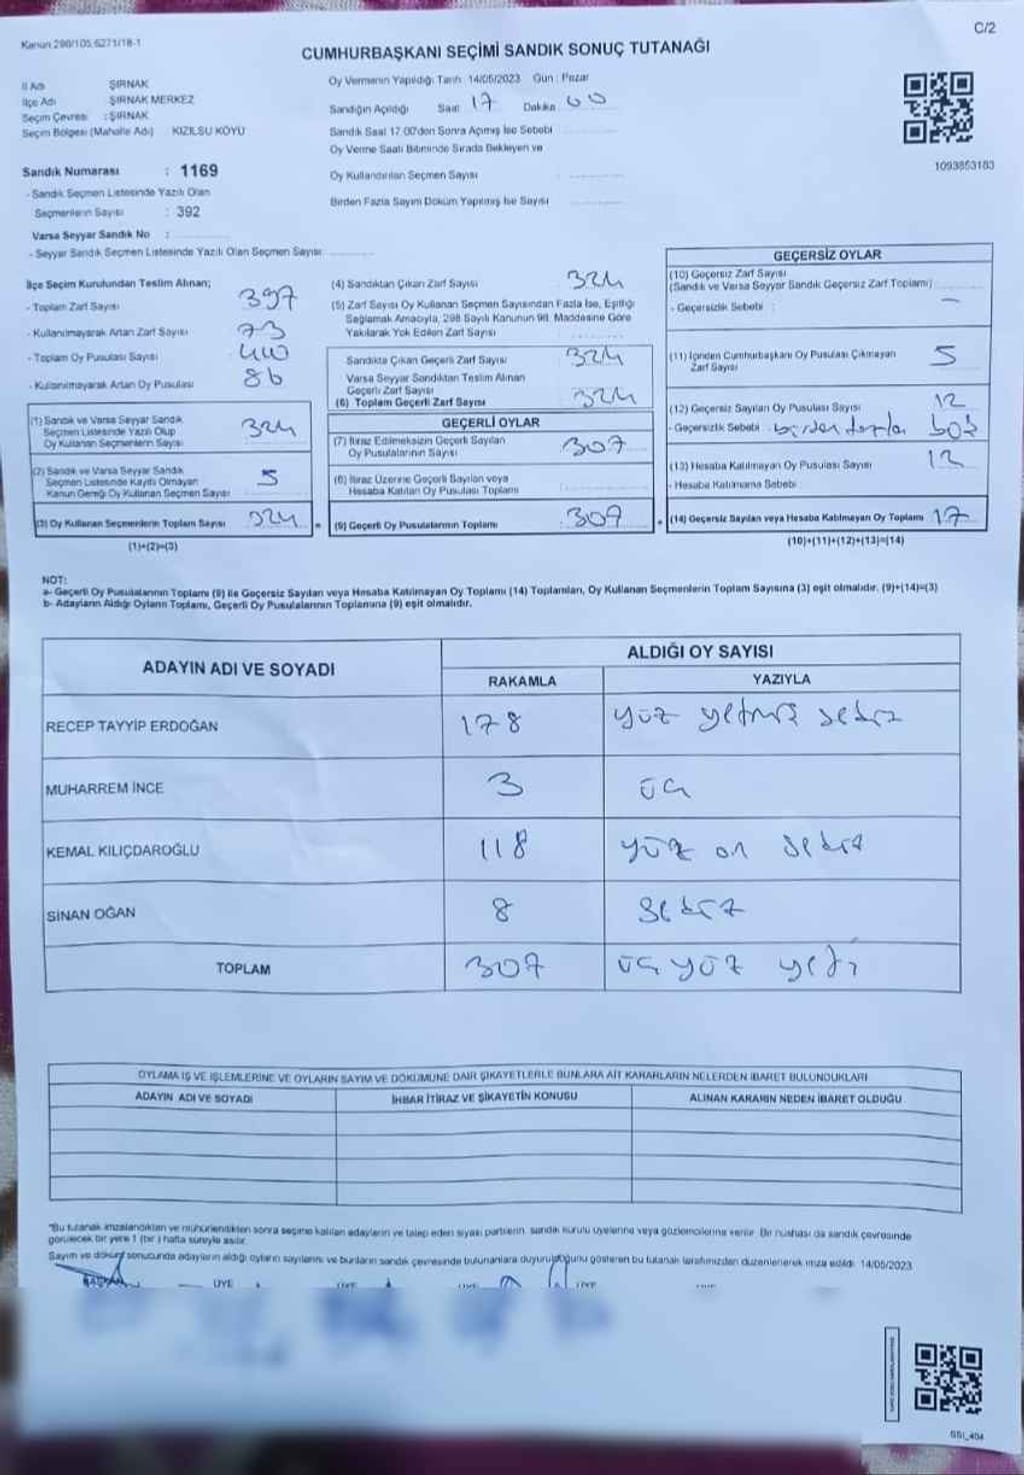 C/2
Kanun 298/105,6271/18-1
CUMHURBAŞKANI SEÇİMİ SANDIK SONUÇ TUTANAĞI
İl Adı ŞIRNAK
İlçe Adı ŞIRNAK MERKEZ
Seçim Çevresi : ŞIRNAK
Seçim Bölgesi (Mahalle Adı) KIZILSU KÖYÜ
Oy Vermenin Yapıldığı Tarih 14/05/2023 Gün : Pazar
Sandığın Açıldığı Saat 17 Dakika 00
Sandık Saat 17.00'den Sonra Açılmış İse Sebebi
Oy Verme Saati Bitiminde Sırada Bekleyen ve
Oy Kullandırılan Seçmen Sayısı
Birden Fazla Sayım Döküm Yapılmış İse Sayısı
1093853183
Sandık Numarası : 1169
- Sandık Seçmen Listesinde Yazılı Olan
Seçmenlerin Sayısı : 392
Varsa Seyyar Sandık No :
- Seyyar Sandık Seçmen Listesinde Yazılı Olan Seçmen Sayısı
İlçe Seçim Kurulundan Teslim Alınan;
- Toplam Zarf Sayısı 397
- Kullanılmayarak Artan Zarf Sayısı 73
- Toplam Oy Pusulası Sayısı 410
- Kullanılmayarak Artan Oy Pusulası 86
(1) Sandık ve Varsa Seyyar Sandık
Seçmen Listesinde Yazılı Olup
Oy Kullanan Seçmenlerin Sayısı 324
(2) Sandık ve Varsa Seyyar Sandık
Seçmen Listesinde Kayıtlı Olmayan
Kanun Gereği Oy Kullanan Seçmen Sayısı 5
(3) Oy Kullanan Seçmenlerin Toplam Sayısı 324
(1)+(2)=(3)
(4) Sandıktan Çıkan Zarf Sayısı 324
(5) Zarf Sayısı Oy Kullanan Seçmen Sayısından Fazla İse, Eşitliği
Sağlamak Amacıyla, 298 Sayılı Kanunun 98. Maddesine Göre
Yakılarak Yok Edilen Zarf Sayısı
Sandıkta Çıkan Geçerli Zarf Sayısı 324
Varsa Seyyar Sandıktan Teslim Alınan
Geçerli Zarf Sayısı
(6) Toplam Geçerli Zarf Sayısı 324
GEÇERLİ OYLAR
(7) İtiraz Edilmeksizin Geçerli Sayılan
Oy Pusulalarının Sayısı 307
(8) İtiraz Üzerine Geçerli Sayılan veya
Hesaba Katılan Oy Pusulası Toplamı
= (9) Geçerli Oy Pusulalarının Toplamı 307
GEÇERSİZ OYLAR
(10) Geçersiz Zarf Sayısı
(Sandık ve Varsa Seyyar Sandık Geçersiz Zarf Toplamı)
- Geçersizlik Sebebi : —
(11) İçinden Cumhurbaşkanı Oy Pusulası Çıkmayan
Zarf Sayısı 5
(12) Geçersiz Sayılan Oy Pusulası Sayısı 12
- Geçersizlik Sebebi birden fazla
(13) Hesaba Katılmayan Oy Pusulası Sayısı 12
- Hesaba Katılmama Sebebi
+ (14) Geçersiz Sayılan veya Hesaba Katılmayan Oy Toplamı 17
(10)+(11)+(12)+(13)=(14)
NOT:
a- Geçerli Oy Pusulalarının Toplamı (9) ile Geçersiz Sayılan veya Hesaba Katılmayan Oy Toplamı (14) Toplamları, Oy Kullanan Seçmenlerin Toplam Sayısına (3) eşit olmalıdır. (9)+(14)=(3)
b- Adayların Aldığı Oyların Toplamı, Geçerli Oy Pusulalarının Toplamına (9) eşit olmalıdır.
ADAYIN ADI VE SOYADI
ALDIĞI OY SAYISI
RAKAMLA YAZIYLA
RECEP TAYYİP ERDOĞAN 178 yüz yetmiş sekiz
MUHARREM İNCE 3 üç
KEMAL KILIÇDAROĞLU 118 yüz on sekiz
SİNAN OĞAN 8 sekiz
TOPLAM 307 üç yüz yedi
OYLAMA İŞ VE İŞLEMLERİNE VE OYLARIN SAYIM VE DÖKÜMÜNE DAİR ŞİKAYETLERLE BUNLARA AİT KARARLARIN NELERDEN İBARET BULUNDUKLARI
ADAYIN ADI VE SOYADI İHBAR İTİRAZ VE ŞİKAYETİN KONUSU ALINAN KARARIN NEDEN İBARET OLDUĞU
*Bu tutanak imzalandıktan ve mühürlendikten sonra seçime katılan adayların ve talep eden siyasi partilerin sandık kurulu üyelerine veya gözlemcilerine verilir. Bir nüshası da sandık çevresinde
görülecek bir yere 1 (bir) hafta süreyle asılır.
Sayım ve döküm sonucunda adayların aldığı oyların sayılarını ve bunların sandık çevresinde bulunanlara duyurulduğunu gösteren bu tutanak tarafımızdan düzenlenerek imza edildi. 14/05/2023
BAŞKAN ÜYE ÜYE ÜYE ÜYE